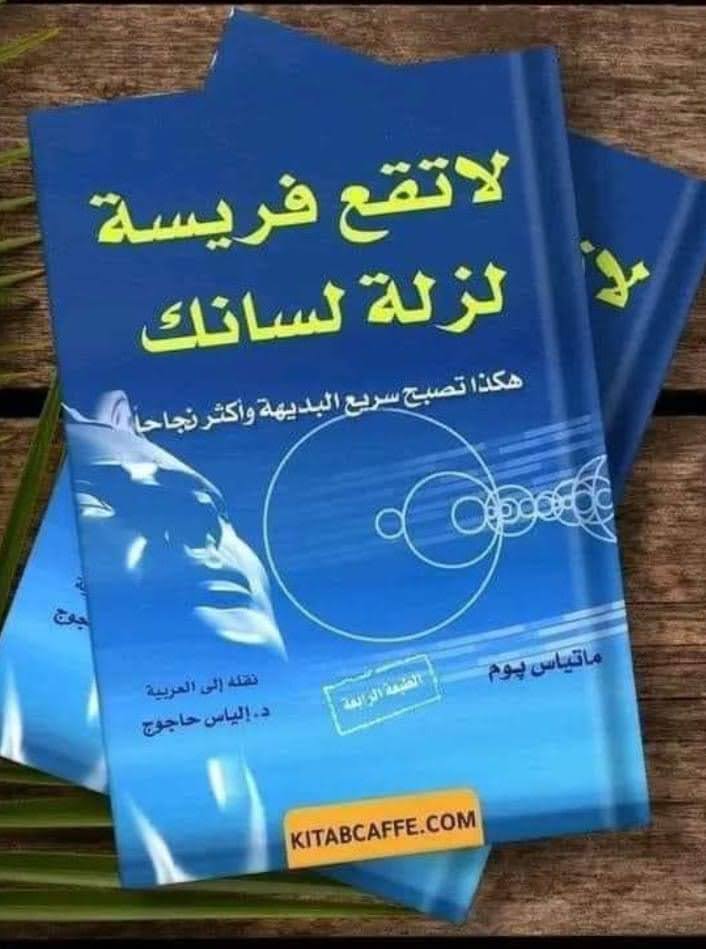 لاتقع فريسة
لزلة لسانك
هكذا تصبح سريع البديهة وأكثر نجاحاً
ماتياس پوم
الطبعة الرابعة
نقله إلى العربية
د. إلياس حاجوج
KITABCAFFE.COM